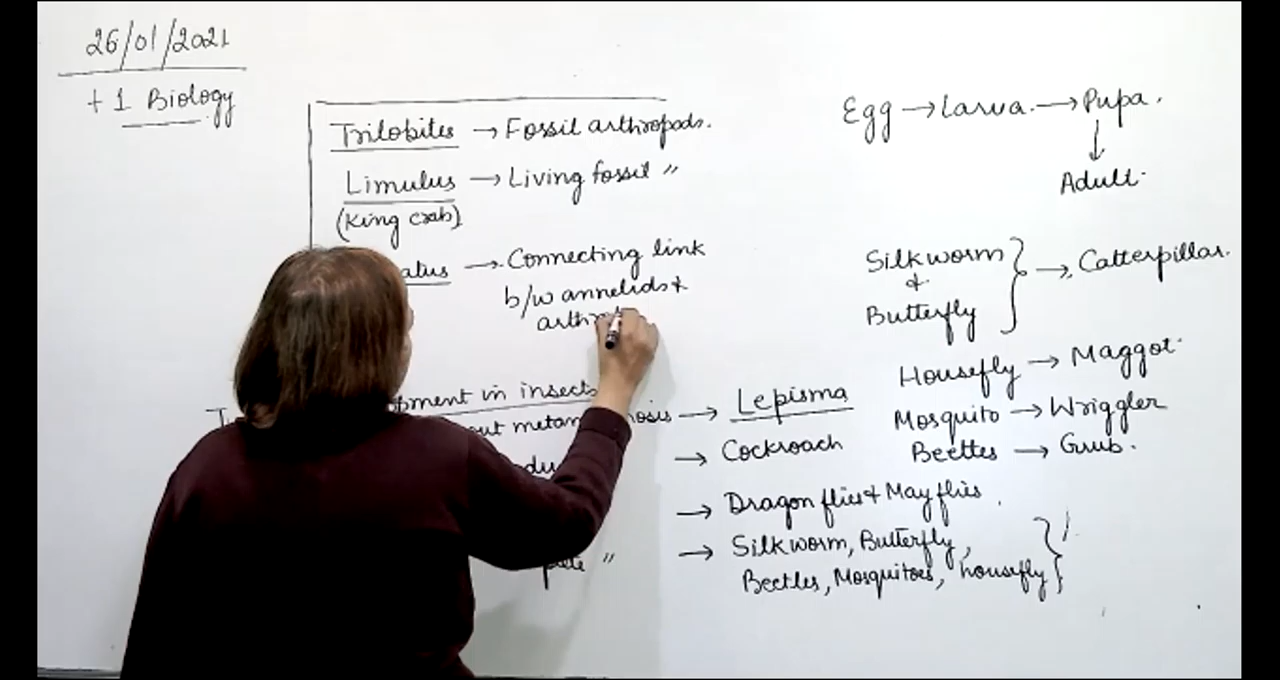 26/01/2021
+1 Biology
Trilobites → Fossil arthropods.
Limulus → Living fossil "
(King crab)
→ Connecting link
b/w annelids &
in insects
→ Lepisma
→ Cockroach
→ Dragon flies & May flies
→ Silkworm, Butterfly,
Beetles, Mosquitoes, housefly
Egg → Larva → Pupa.
↓
Adult.
Silkworm
&
Butterfly
→ Catterpillar.
Housefly → Maggot.
Mosquito → Wriggler
Beetles → Grub.